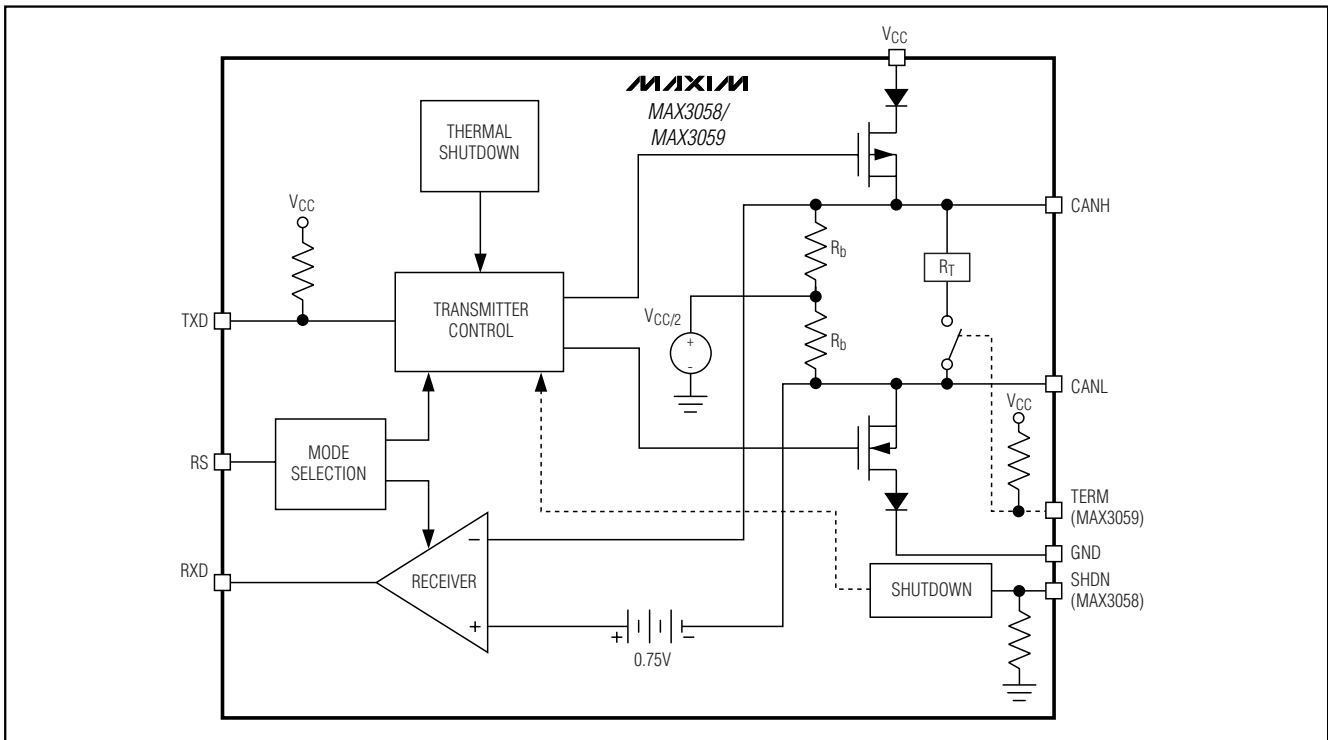 VCC
MAXIM
MAX3058/
MAX3059
THERMAL
SHUTDOWN
VCC
CANH
Rb
RT
TXD
TRANSMITTER
CONTROL
VCC/2
+
-
Rb
CANL
VCC
RS
MODE
SELECTION
TERM
(MAX3059)
GND
RXD
RECEIVER
−
+
SHUTDOWN
SHDN
(MAX3058)
+
−
0.75V